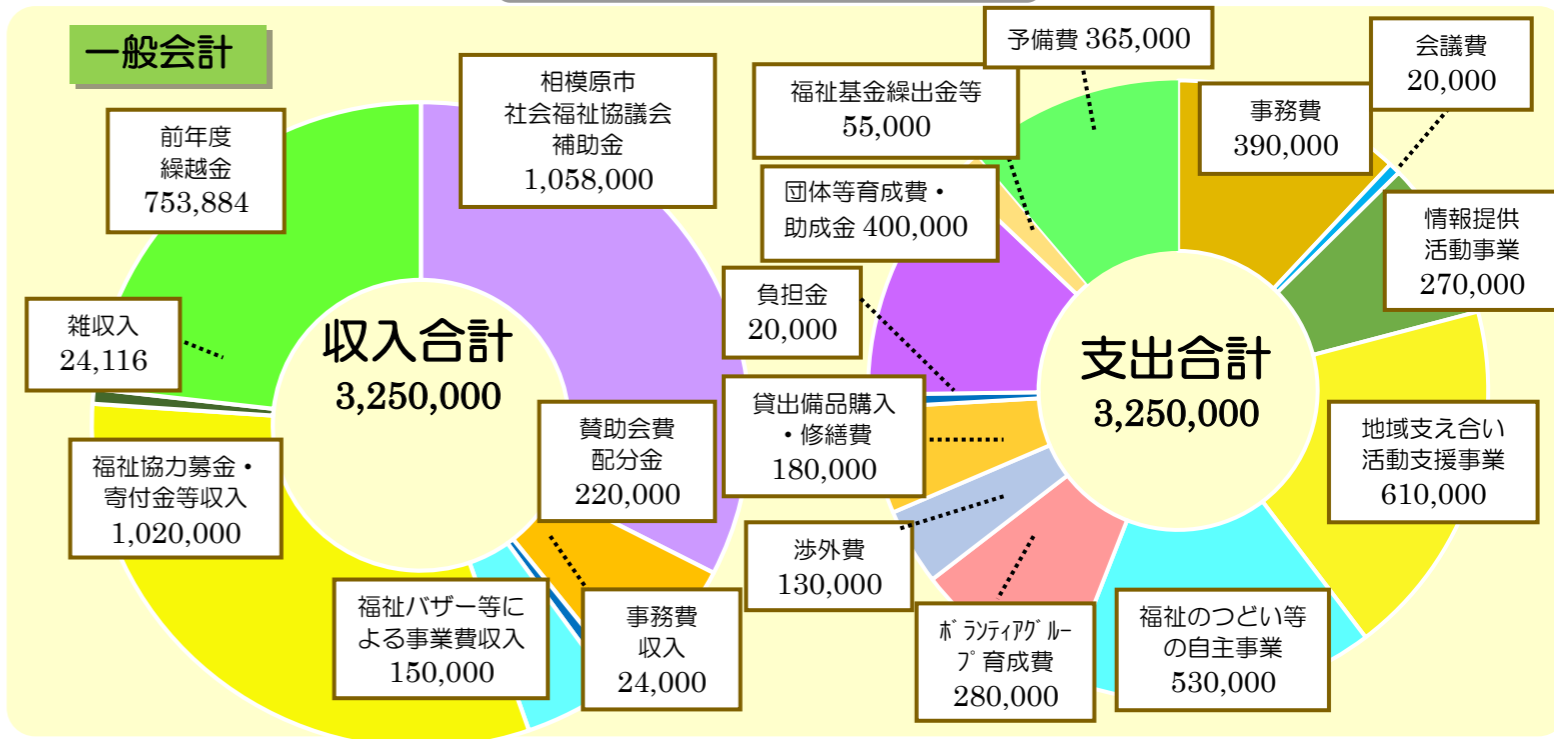 一般会計
前年度
繰越金
753,884
相模原市
社会福祉協議会
補助金
1,058,000
雑収入
24,116
収入合計
3,250,000
福祉協力募金・
寄付金等収入
1,020,000
賛助会費
配分金
220,000
福祉バザー等に
よる事業費収入
150,000
事務費
収入
24,000
予備費 365,000
会議費
20,000
福祉基金繰出金等
55,000
事務費
390,000
団体等育成費・
助成金 400,000
情報提供
活動事業
270,000
負担金
20,000
支出合計
3,250,000
貸出備品購入
・修繕費
180,000
地域支え合い
活動支援事業
610,000
渉外費
130,000
ﾎﾞﾗﾝﾃｨｱｸﾞﾙｰ
ﾌﾟ育成費
280,000
福祉のつどい等
の自主事業
530,000